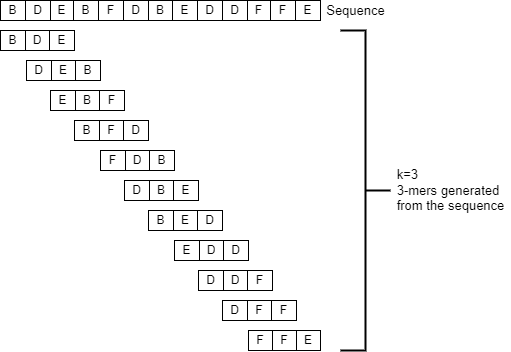 B D E B F D B E D D F F E Sequence
B D E
D E B
E B F
B F D
F D B
D B E
B E D
E D D
D D F
D F F
F F E
k=3
3-mers generated
from the sequence